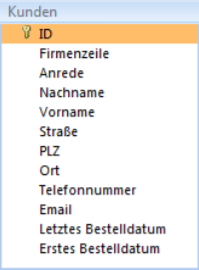 Kunden
ID
Firmenzeile
Anrede
Nachname
Vorname
Straße
PLZ
Ort
Telefonnummer
Email
Letztes Bestelldatum
Erstes Bestelldatum